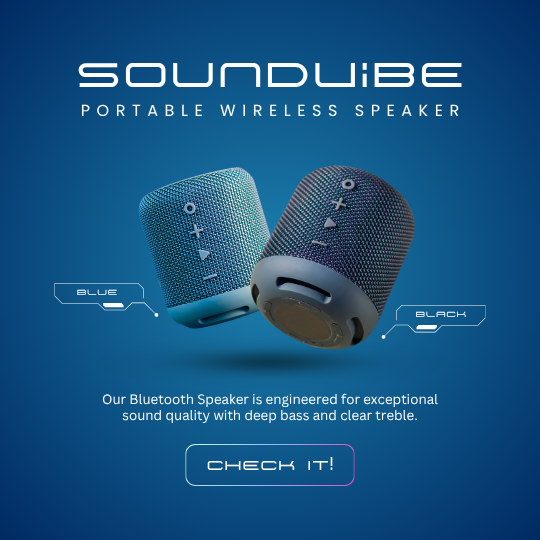 SOUNDViBE
PORTABLE WIRELESS SPEAKER
BLUE
BLACK
Our Bluetooth Speaker is engineered for exceptional
sound quality with deep bass and clear treble.
CHECK IT!